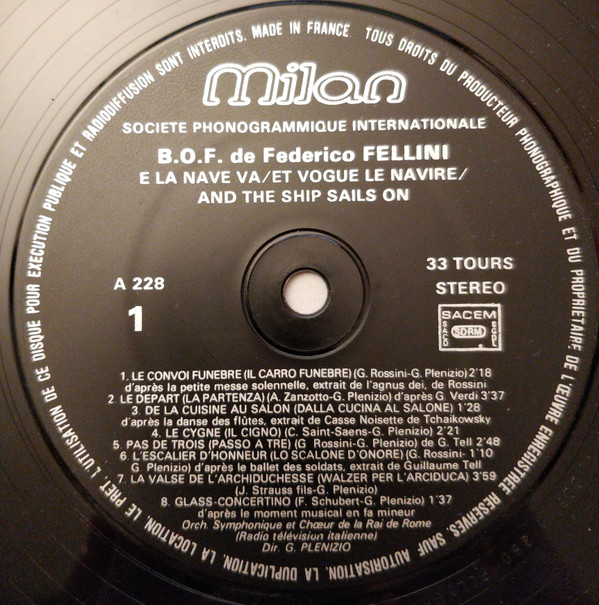 TOUS DROITS DU PRODUCTEUR PHONOGRAPHIQUE ET DU PROPRIETAIRE DE L'ŒUVRE ENREGISTREE RESERVES. SAUF AUTORISATION, LA DUPLICATION, LA LOCATION, LE PRET, L'UTILISATION DE CE DISQUE POUR EXECUTION PUBLIQUE ET RADIODIFFUSION SONT INTERDITS. MADE IN FRANCE.
Milan
SOCIETE PHONOGRAMMIQUE INTERNATIONALE
B.O.F. de Federico FELLINI
E LA NAVE VA/ET VOGUE LE NAVIRE/
AND THE SHIP SAILS ON
A 228
1
33 TOURS
STEREO
SACEM
SACD SDRM SGDL
1. LE CONVOI FUNEBRE (IL CARRO FUNEBRE) (G. Rossini-G. Plenizio) 2'18
d'après la petite messe solennelle, extrait de l'agnus dei, de Rossini
2. LE DEPART (LA PARTENZA) (A. Zanzotto-G. Plenizio) d'après G. Verdi 3'37
3. DE LA CUISINE AU SALON (DALLA CUCINA AL SALONE) 1'28
d'après la danse des flûtes, extrait de Casse Noisette de Tchaikowsky
4. LE CYGNE (IL CIGNO) (C. Saint-Saens-G. Plenizio) 2'21
5. PAS DE TROIS (PASSO A TRE) (G. Rossini-G. Plenizio) de G. Tell 2'48
6. L'ESCALIER D'HONNEUR (LO SCALONE D'ONORE) (G. Rossini- 1'10
G. Plenizio) d'après le ballet des soldats, extrait de Guillaume Tell
7. LA VALSE DE L'ARCHIDUCHESSE (WALZER PER L'ARCIDUCA) 3'59
(J. Strauss fils-G. Plenizio)
8. GLASS-CONCERTINO (F. Schubert-G. Plenizio) 1'37
d'après le moment musical en fa mineur
Orch. Symphonique et Chœur de la Rai de Rome
(Radio télévision italienne)
Dir. G. PLENIZIO